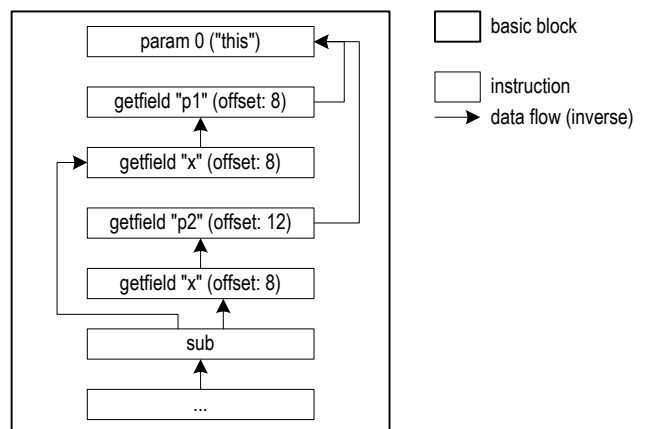 param 0 ("this")
getfield "p1" (offset: 8)
getfield "x" (offset: 8)
getfield "p2" (offset: 12)
getfield "x" (offset: 8)
sub
...
basic block
instruction
data flow (inverse)